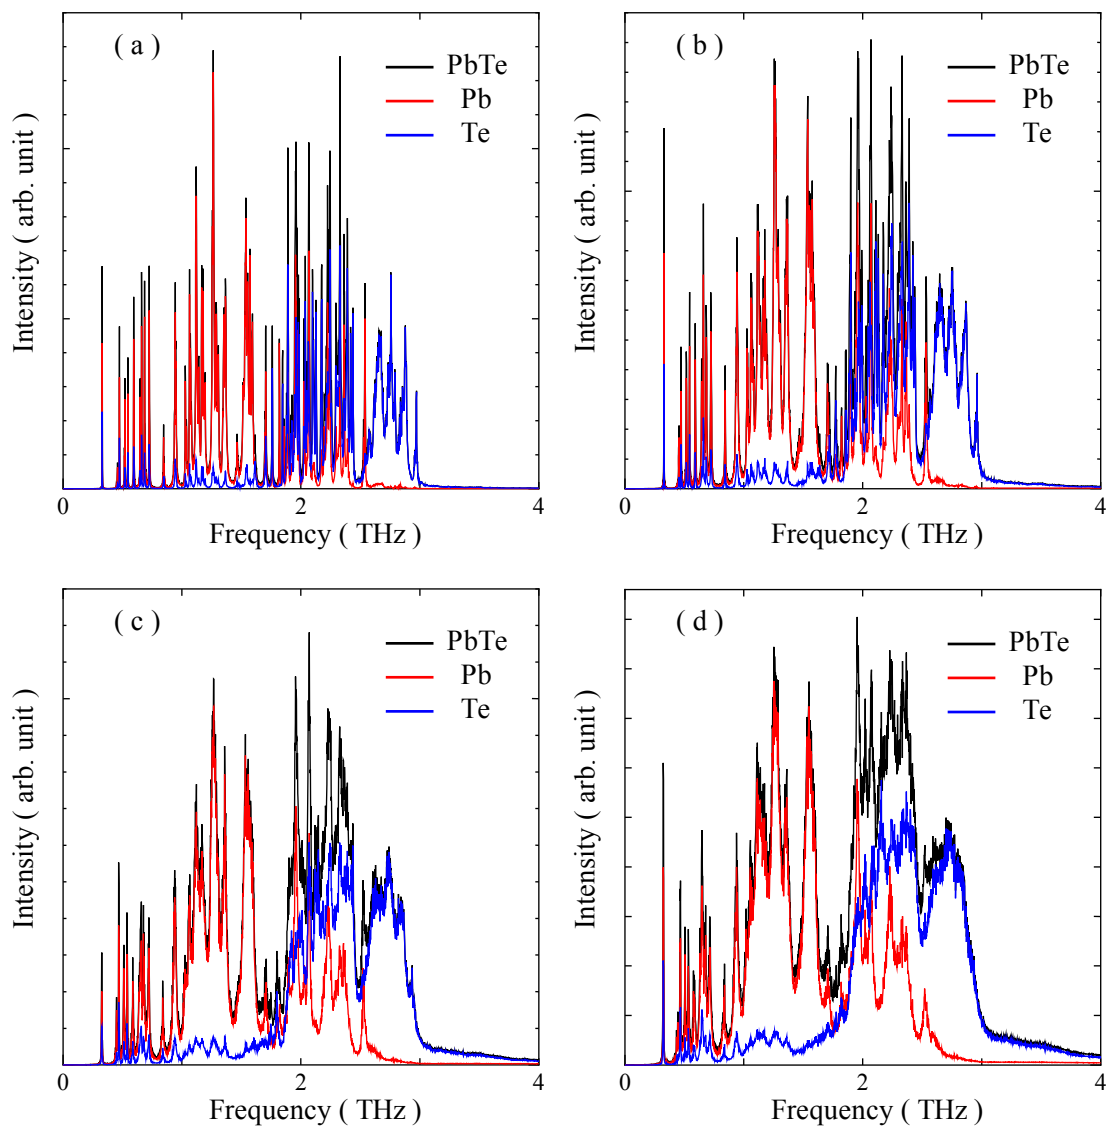 ( a )
PbTe
Pb
Te
Intensity ( arb. unit )
0
2
4
Frequency ( THz )
( b )
PbTe
Pb
Te
Intensity ( arb. unit )
0
2
4
Frequency ( THz )
( c )
PbTe
Pb
Te
Intensity ( arb. unit )
0
2
4
Frequency ( THz )
( d )
PbTe
Pb
Te
Intensity ( arb. unit )
0
2
4
Frequency ( THz )